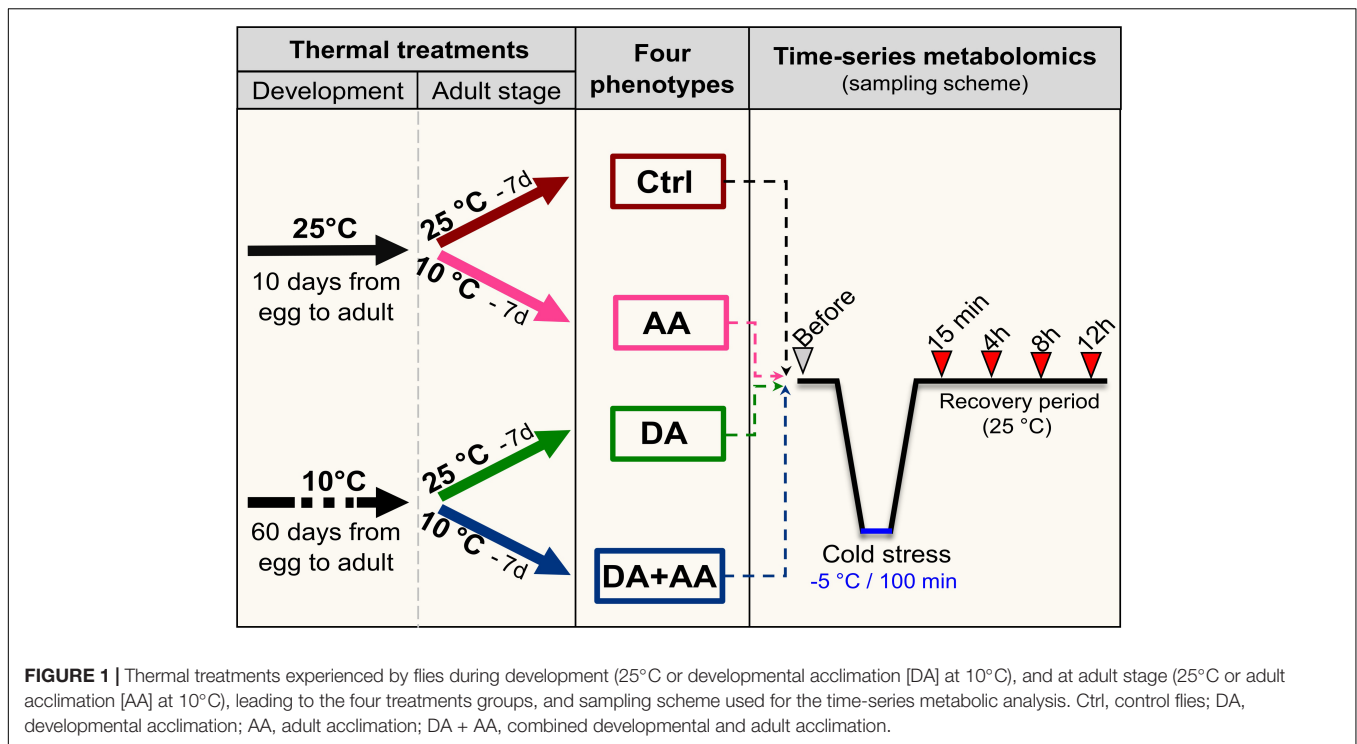 Thermal treatments
Development
Adult stage
Four
phenotypes
Time-series metabolomics
(sampling scheme)
25°C
10 days from
egg to adult
25 °C - 7d
10 °C - 7d
10°C
60 days from
egg to adult
25 °C - 7d
10 °C - 7d
Ctrl
AA
DA
DA+AA
Before
15 min
4h
8h
12h
Recovery period
(25 °C)
Cold stress
-5 °C / 100 min
FIGURE 1 | Thermal treatments experienced by flies during development (25°C or developmental acclimation [DA] at 10°C), and at adult stage (25°C or adult
acclimation [AA] at 10°C), leading to the four treatments groups, and sampling scheme used for the time-series metabolic analysis. Ctrl, control flies; DA,
developmental acclimation; AA, adult acclimation; DA + AA, combined developmental and adult acclimation.